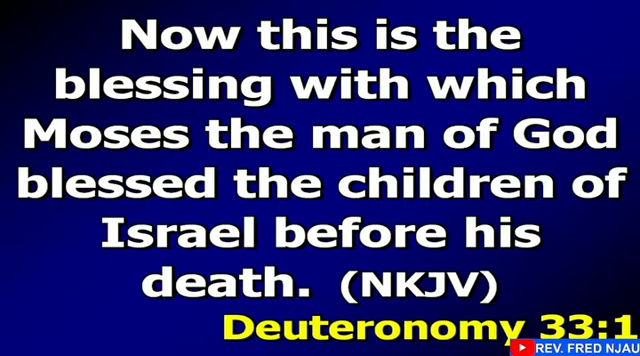 Now this is the
blessing with which
Moses the man of God
blessed the children of
Israel before his
death. (NKJV)
Deuteronomy 33:1
REV. FRED NJAU